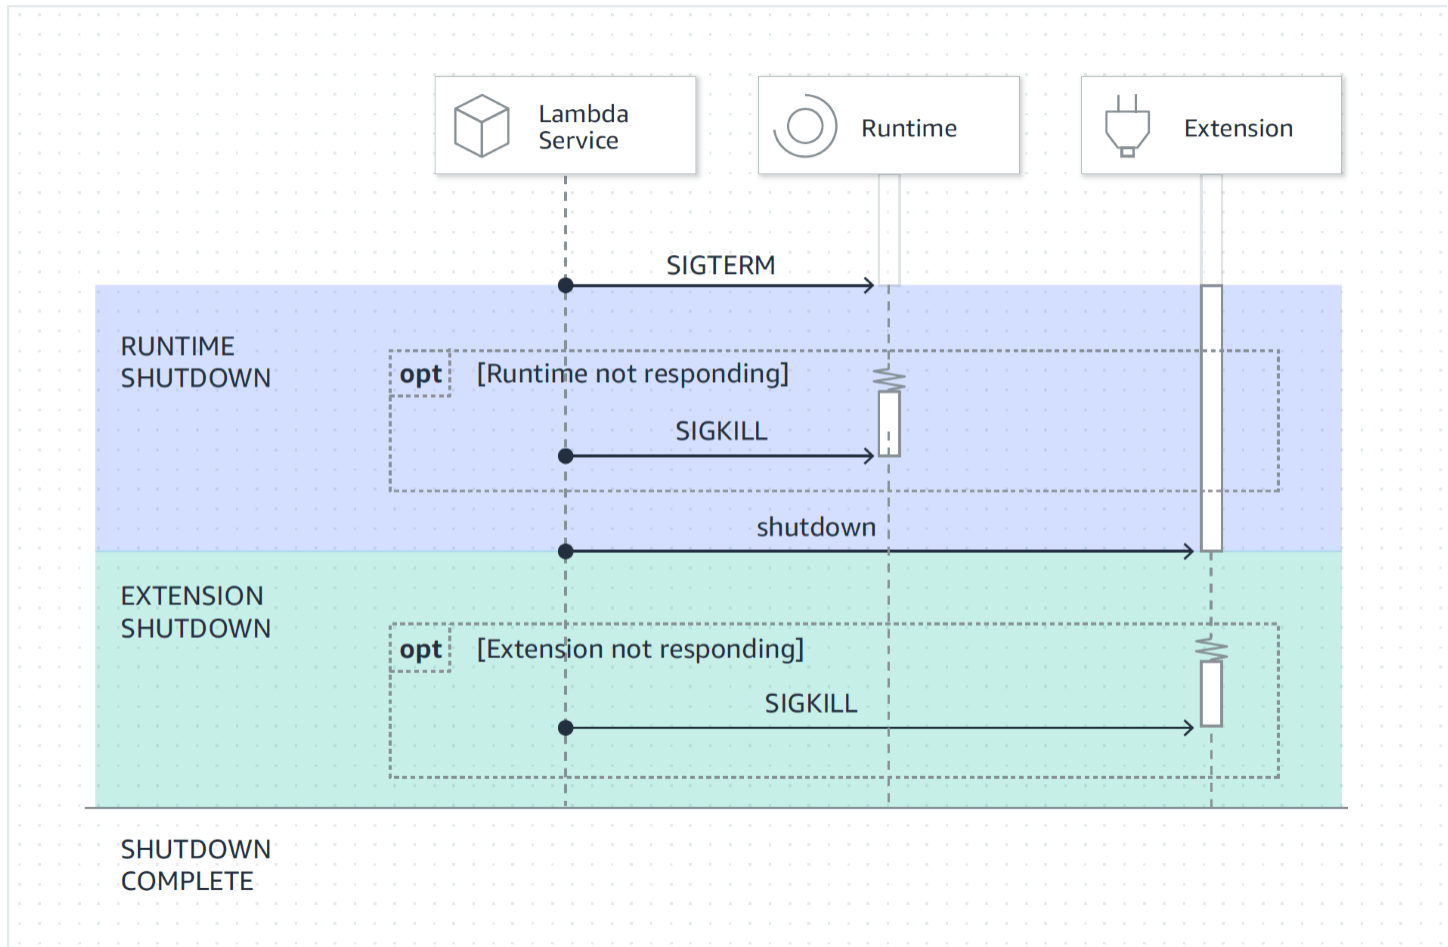 Lambda
Service
Runtime
Extension
SIGTERM
RUNTIME
SHUTDOWN
opt [Runtime not responding]
SIGKILL
shutdown
EXTENSION
SHUTDOWN
opt [Extension not responding]
SIGKILL
SHUTDOWN
COMPLETE